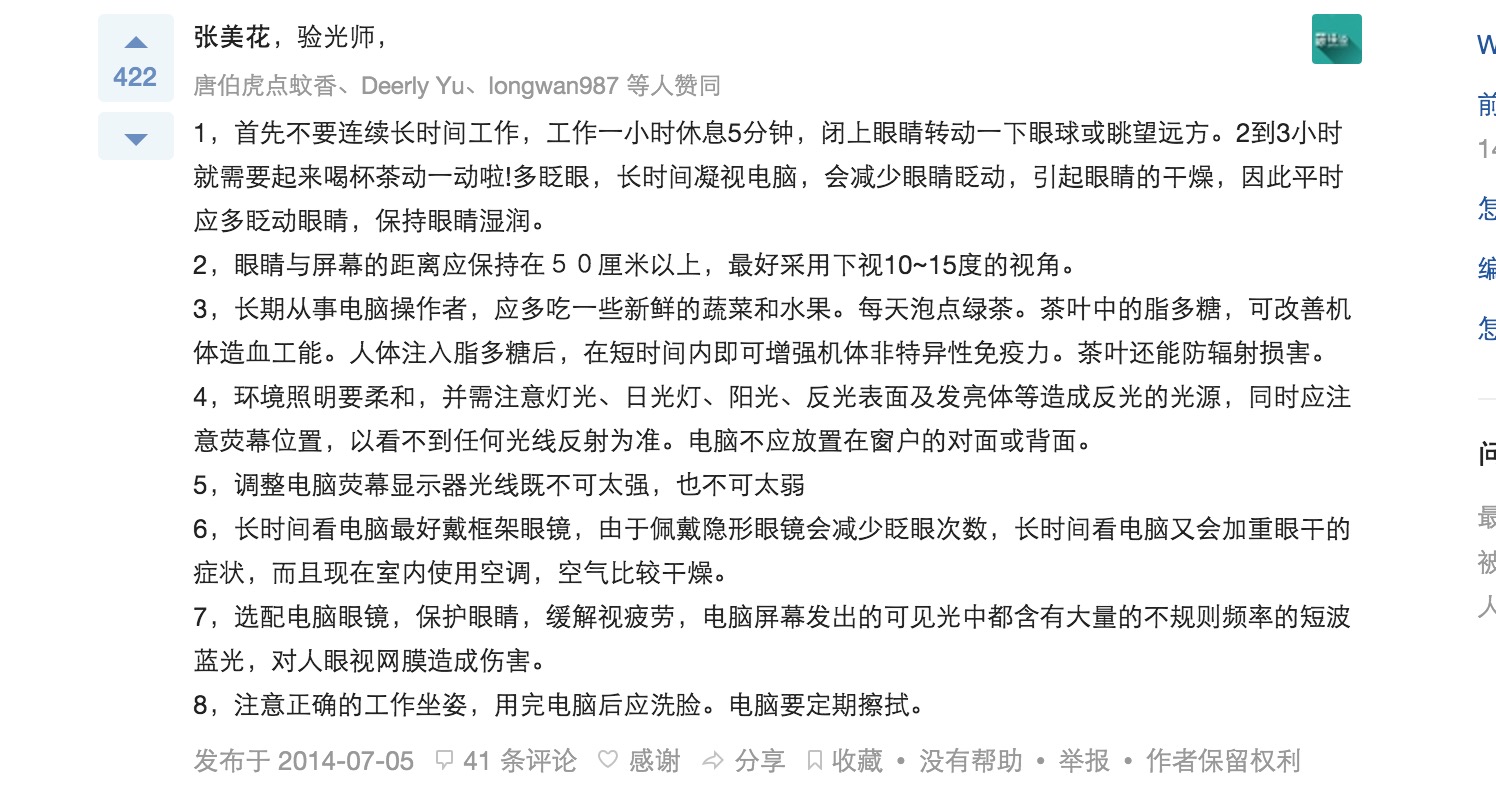 张美花，验光师，
422
唐伯虎点蚊香、Deerly Yu、longwan987 等人赞同
1，首先不要连续长时间工作，工作一小时休息5分钟，闭上眼睛转动一下眼球或眺望远方。2到3小时
就需要起来喝杯茶动一动啦!多眨眼，长时间凝视电脑，会减少眼睛眨动，引起眼睛的干燥，因此平时
应多眨动眼睛，保持眼睛湿润。
2，眼睛与屏幕的距离应保持在５０厘米以上，最好采用下视10~15度的视角。
3，长期从事电脑操作者，应多吃一些新鲜的蔬菜和水果。每天泡点绿茶。茶叶中的脂多糖，可改善机
体造血工能。人体注入脂多糖后，在短时间内即可增强机体非特异性免疫力。茶叶还能防辐射损害。
4，环境照明要柔和，并需注意灯光、日光灯、阳光、反光表面及发亮体等造成反光的光源，同时应注
意荧幕位置，以看不到任何光线反射为准。电脑不应放置在窗户的对面或背面。
5，调整电脑荧幕显示器光线既不可太强，也不可太弱
6，长时间看电脑最好戴框架眼镜，由于佩戴隐形眼镜会减少眨眼次数，长时间看电脑又会加重眼干的
症状，而且现在室内使用空调，空气比较干燥。
7，选配电脑眼镜，保护眼睛，缓解视疲劳，电脑屏幕发出的可见光中都含有大量的不规则频率的短波
蓝光，对人眼视网膜造成伤害。
8，注意正确的工作坐姿，用完电脑后应洗脸。电脑要定期擦拭。
发布于 2014-07-05 41 条评论 感谢 分享 收藏 • 没有帮助 • 举报 • 作者保留权利
前
14
怎
编
怎
最
被
人